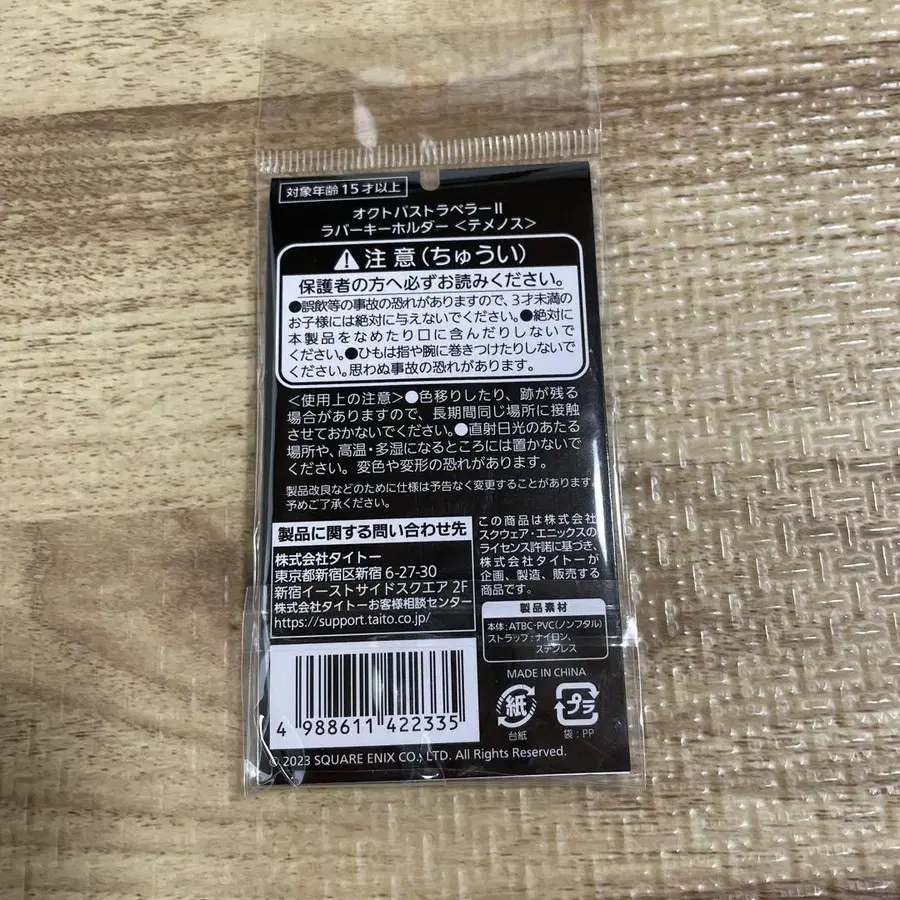 対象年齢15才以上
オクトパストラベラーII
ラバーキーホルダー <テメノス>
注意(ちゅうい)
保護者の方へ必ずお読みください。
●誤飲等の事故の恐れがありますので、3才未満の
お子様には絶対に与えないでください。●絶対に
本製品をなめたり口に含んだりしないで
ください。●ひもは指や腕に巻きつけたりしないで
ください。思わぬ事故の恐れがあります。
<使用上の注意>●色移りしたり、跡が残る
場合がありますので、長期間同じ場所に接触
させておかないでください。●直射日光のあたる
場所や、高温・多湿になるところには置かないで
ください。変色や変形の恐れがあります。
製品改良などのために仕様は予告なく変更することがあります。
予めご了承ください。
製品に関する問い合わせ先
株式会社タイトー
東京都新宿区新宿 6-27-30
新宿イーストサイドスクエア 2F
株式会社タイトーお客様相談センター
https://support.taito.co.jp/
この商品は株式会社
スクウェア・エニックスの
ライセンス許諾に基づき、
株式会社タイトーが
企画、製造、販売する
商品です。
製品素材
本体:ATBC-PVC(ノンフタル)
ストラップ:ナイロン、
ステンレス
MADE IN CHINA
紙
台紙
プラ
袋:PP
4 988611 422335
© 2023 SQUARE ENIX CO., LTD. All Rights Reserved.